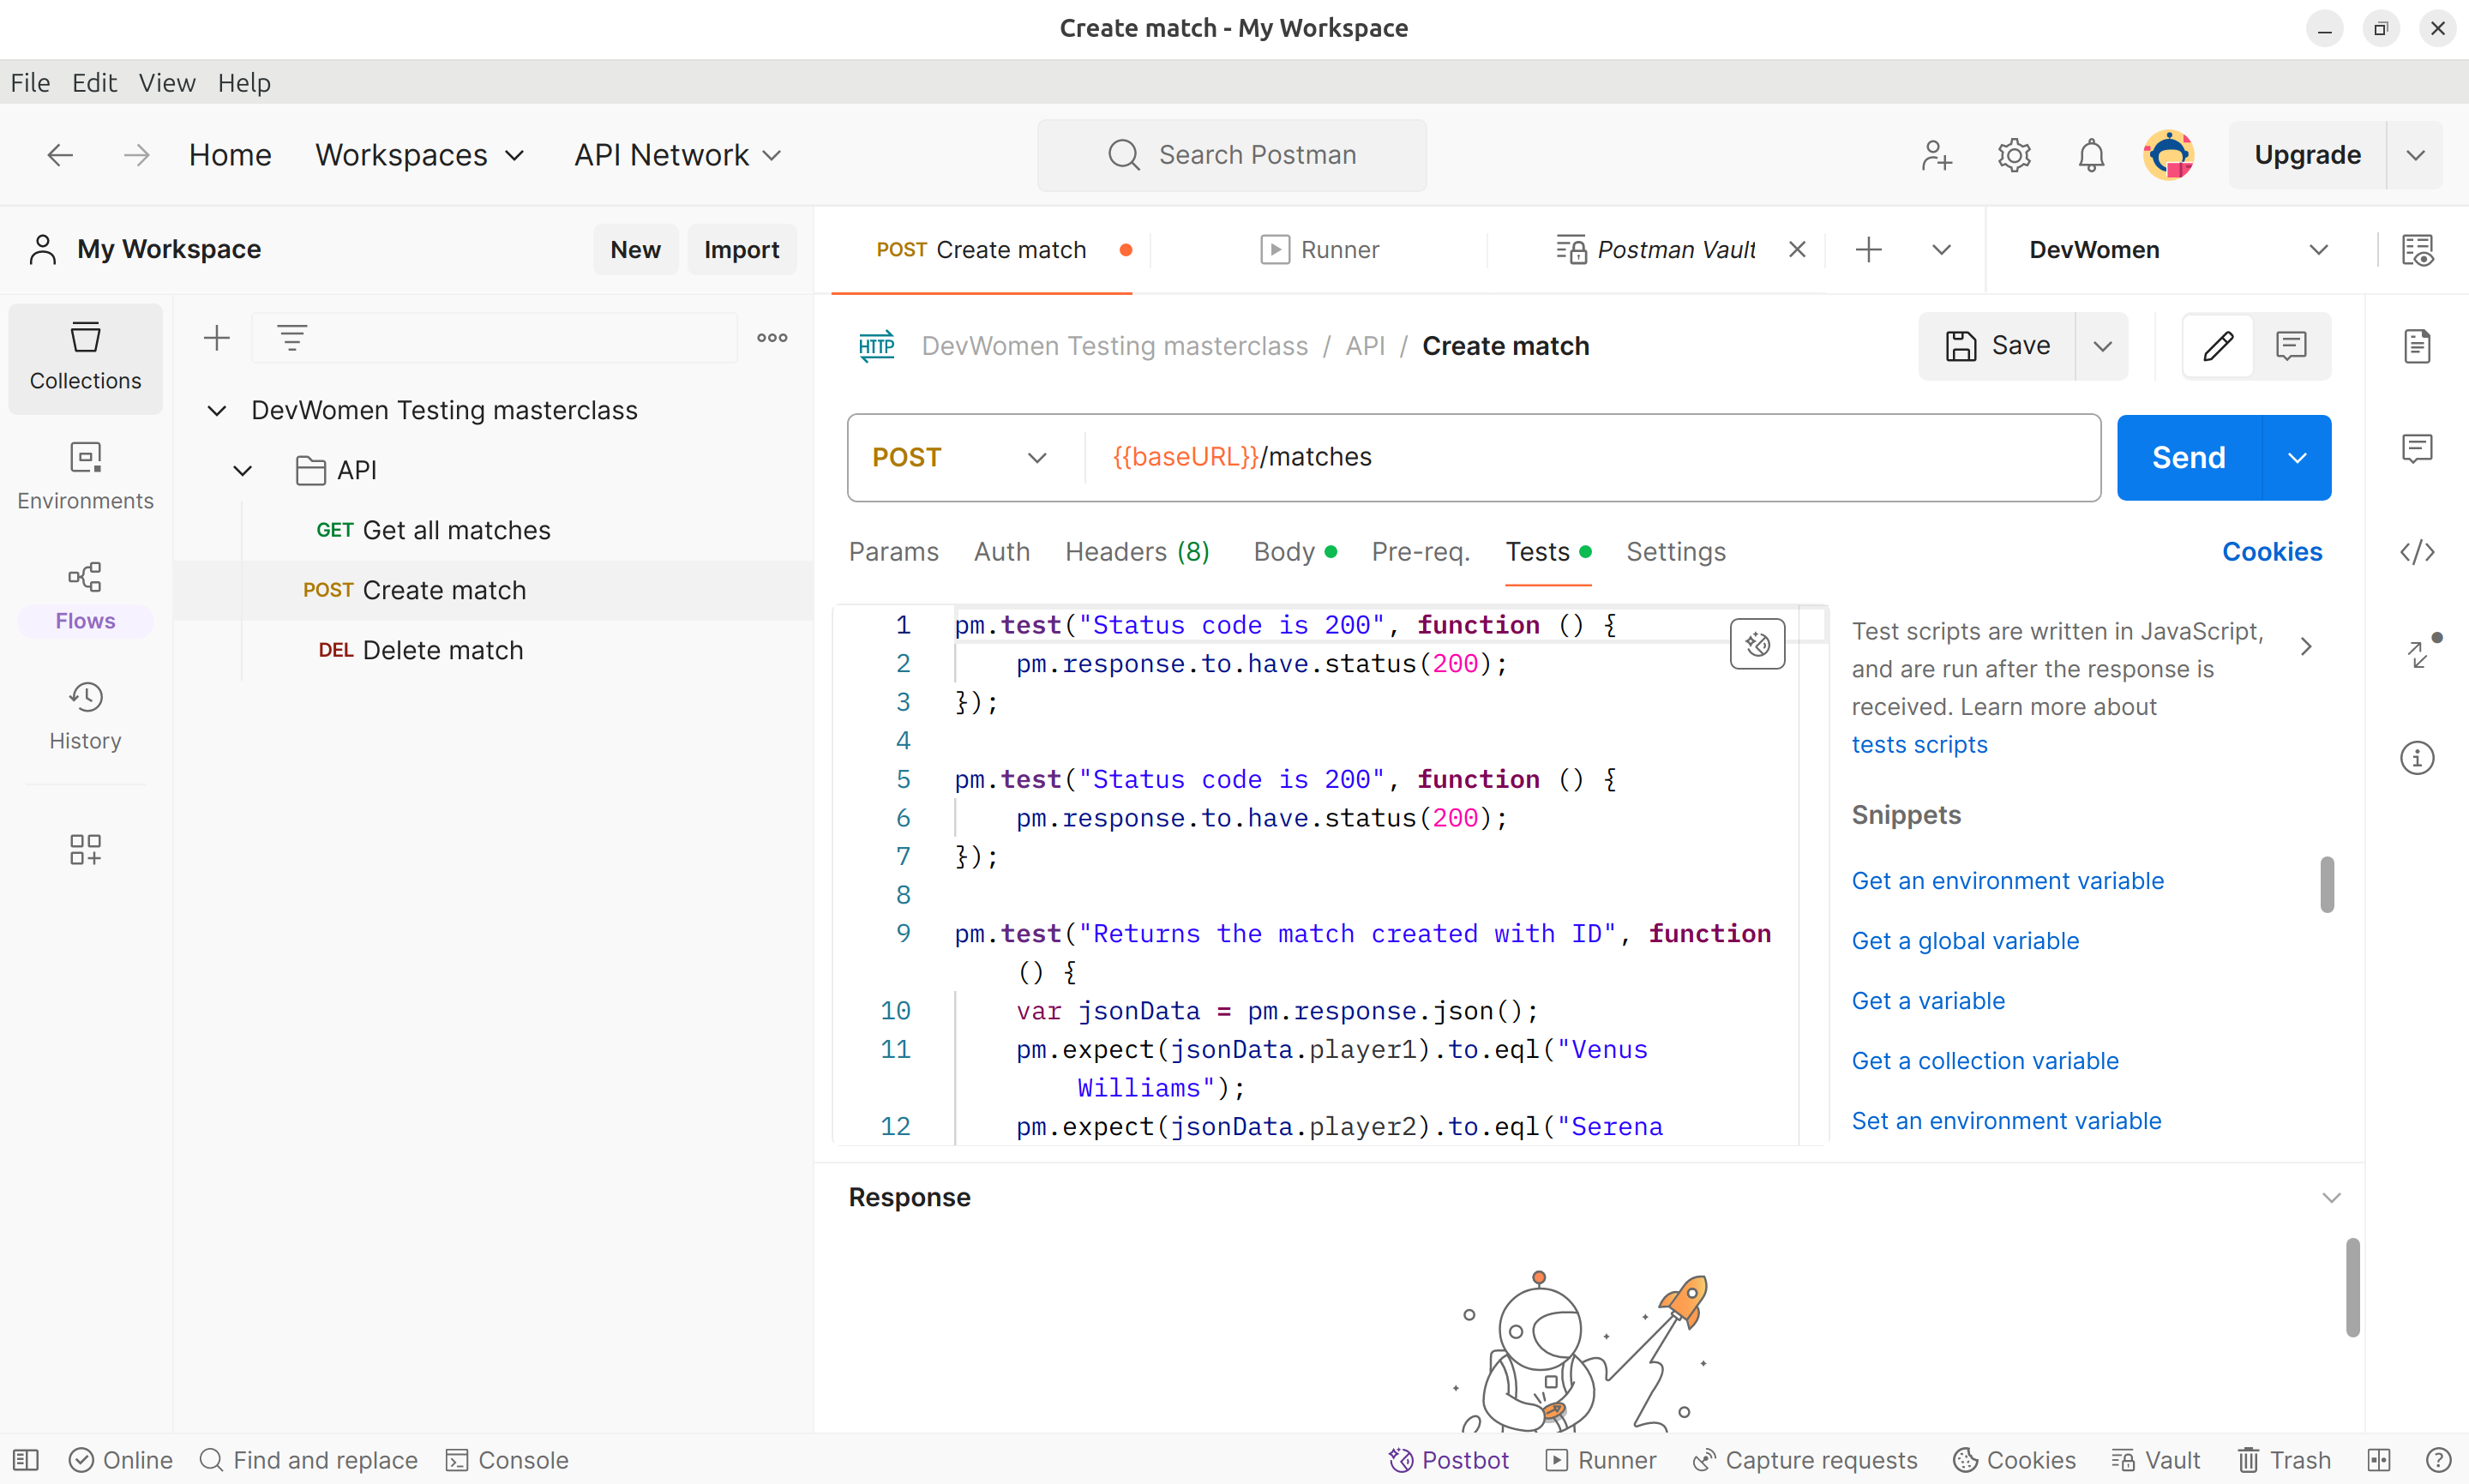 Create match - My Workspace
File Edit View Help
Home Workspaces API Network Search Postman Upgrade
My Workspace New Import
POST Create match Runner Postman Vault DevWomen
Collections
Environments
Flows
History
DevWomen Testing masterclass
API
GET Get all matches
POST Create match
DEL Delete match
HTTP DevWomen Testing masterclass / API / Create match Save
POST {{baseURL}}/matches Send
Params Auth Headers (8) Body Pre-req. Tests Settings Cookies
1 pm.test("Status code is 200", function () {
2 pm.response.to.have.status(200);
3 });
4
5 pm.test("Status code is 200", function () {
6 pm.response.to.have.status(200);
7 });
8
9 pm.test("Returns the match created with ID", function
() {
10 var jsonData = pm.response.json();
11 pm.expect(jsonData.player1).to.eql("Venus
Williams");
12 pm.expect(jsonData.player2).to.eql("Serena
Test scripts are written in JavaScript,
and are run after the response is
received. Learn more about
tests scripts
Snippets
Get an environment variable
Get a global variable
Get a variable
Get a collection variable
Set an environment variable
Response
Online Find and replace Console Postbot Runner Capture requests Cookies Vault Trash